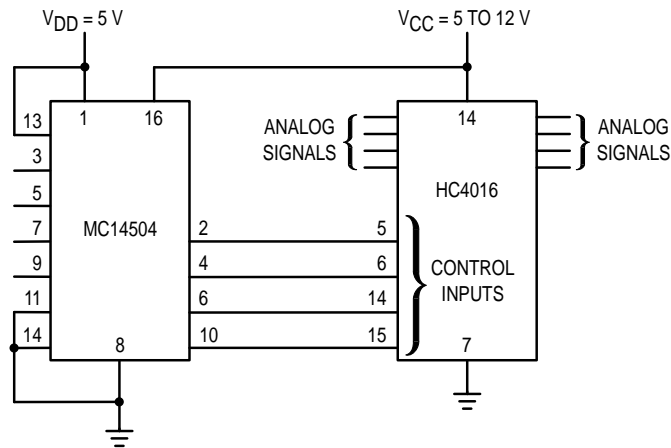 VDD = 5 V
VCC = 5 TO 12 V
13
1
16
3
5
7
9
11
14
MC14504
2
4
6
10
8
ANALOG
SIGNALS
14
ANALOG
SIGNALS
HC4016
5
6
14
15
CONTROL
INPUTS
7